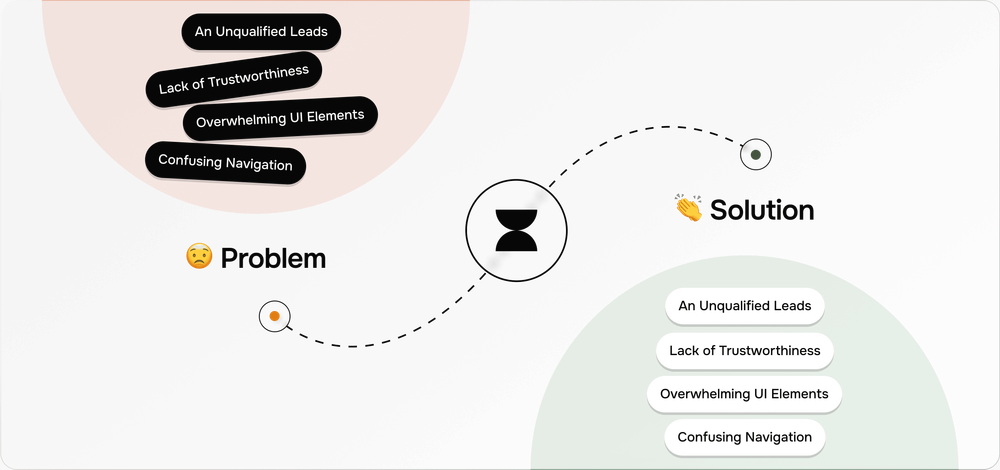 An Unqualified Leads
Lack of Trustworthiness
Overwhelming UI Elements
Confusing Navigation
Problem
Solution
An Unqualified Leads
Lack of Trustworthiness
Overwhelming UI Elements
Confusing Navigation